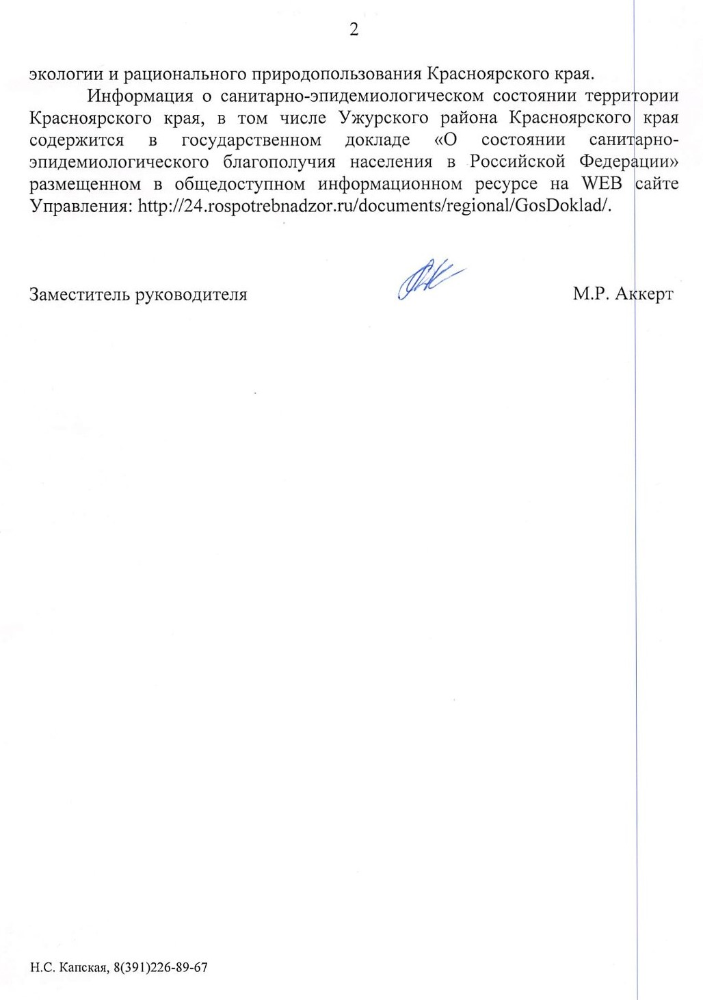 2
экологии и рационального природопользования Красноярского края.
Информация о санитарно-эпидемиологическом состоянии территории
Красноярского края, в том числе Ужурского района Красноярского края
содержится в государственном докладе «О состоянии санитарно-
эпидемиологического благополучия населения в Российской Федерации»
размещенном в общедоступном информационном ресурсе на WEB сайте
Управления: http://24.rospotrebnadzor.ru/documents/regional/GosDoklad/.
Заместитель руководителя М.Р. Аккерт
Н.С. Капская, 8(391)226-89-67